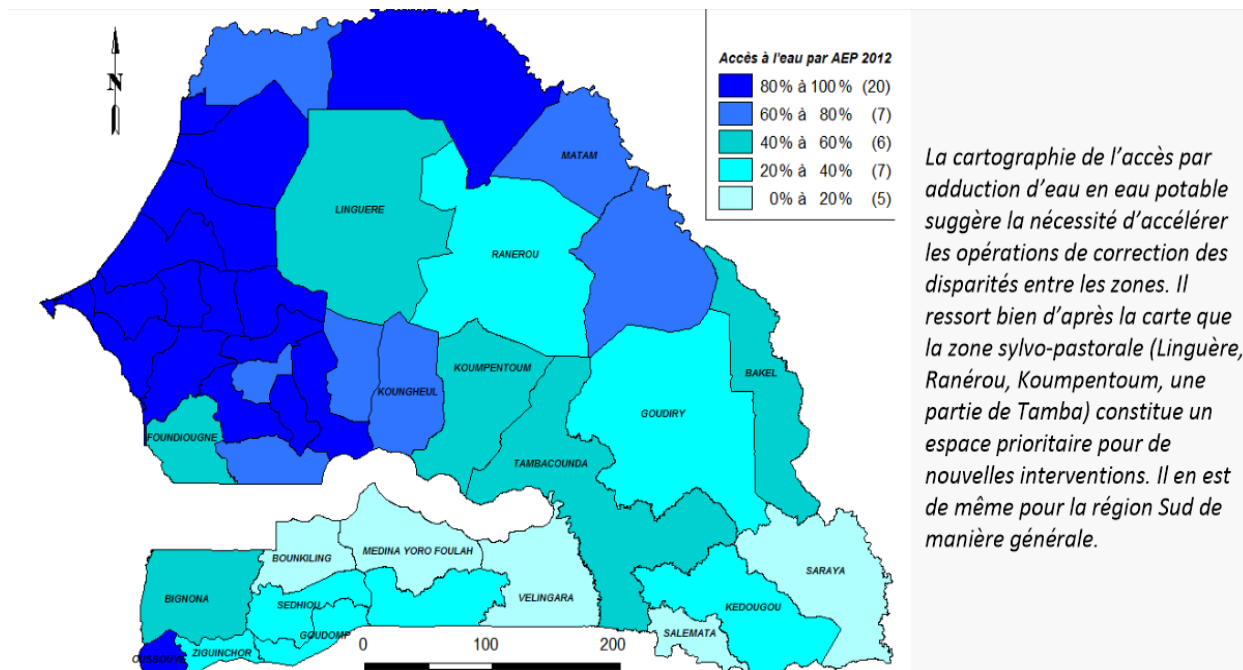 N
Accès à l'eau par AEP 2012
80% à 100% (20)
60% à 80% (7)
40% à 60% (6)
20% à 40% (7)
0% à 20% (5)
MATAM
LINGUERE
RANEROU
BAKEL
KOUMPENTOUM
KOUNGHEUL
GOUDIRY
FOUNDIOUGNE
TAMBACOUNDA
BOUNKILING
MEDINA YORO FOULAH
SARAYA
BIGNONA
VELINGARA
SEDHIOU
KEDOUGOU
GOUDOMP
SALEMATA
OUSSOUYE
ZIGUINCHOR
0 100 200
La cartographie de l’accès par
adduction d’eau en eau potable
suggère la nécessité d’accélérer
les opérations de correction des
disparités entre les zones. Il
ressort bien d’après la carte que
la zone sylvo-pastorale (Linguère,
Ranérou, Koumpentoum, une
partie de Tamba) constitue un
espace prioritaire pour de
nouvelles interventions. Il en est
de même pour la région Sud de
manière générale.